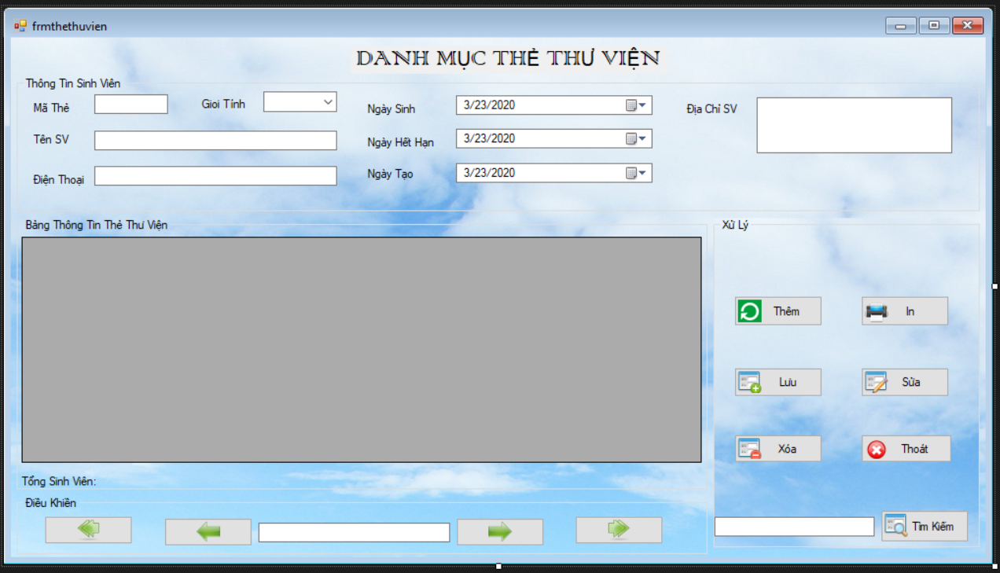 frmthethuvien
DANH MỤC THẺ THƯ VIỆN
Thông Tin Sinh Viên
Mã Thẻ
Gioi Tính
Ngày Sinh
3/23/2020
Địa Chỉ SV
Tên SV
Ngày Hết Hạn
3/23/2020
Điện Thoại
Ngày Tạo
3/23/2020
Bảng Thông Tin Thẻ Thư Viện
Xử Lý
Thêm
In
Lưu
Sửa
Xóa
Thoát
Tổng Sinh Viên:
Điều Khiên
Tìm Kiếm